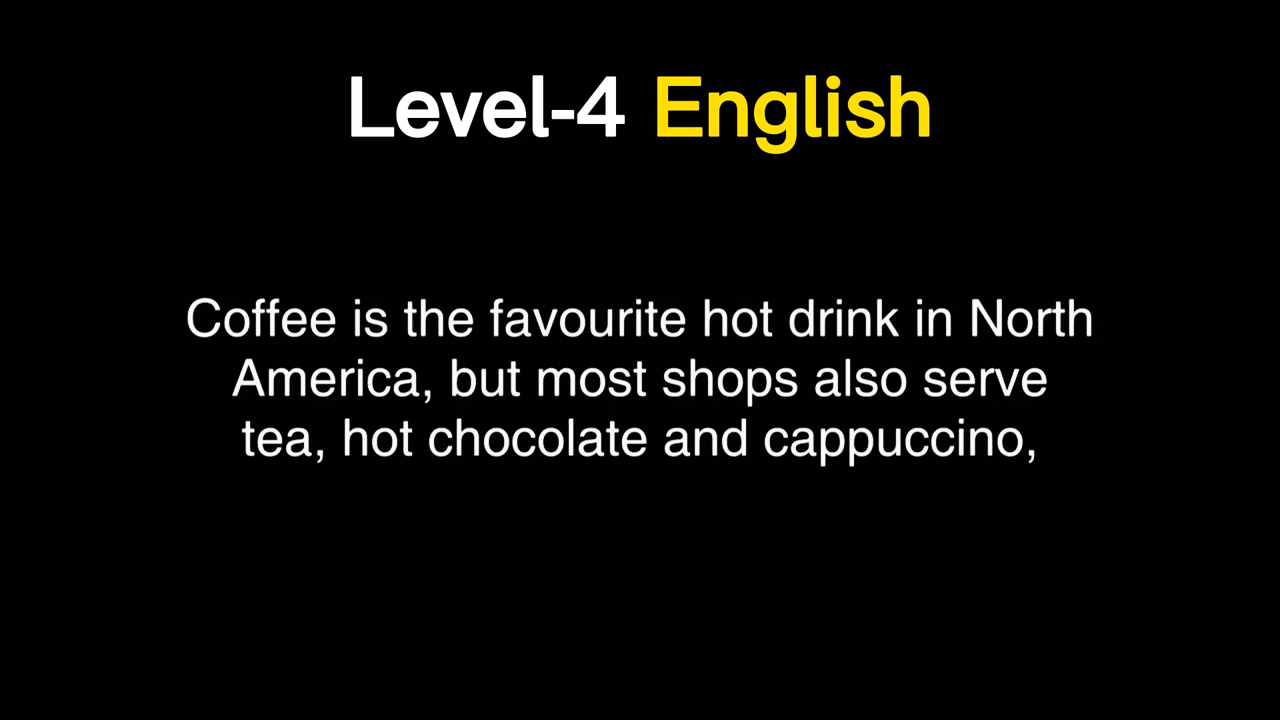 Level-4 English
Coffee is the favourite hot drink in North
America, but most shops also serve
tea, hot chocolate and cappuccino,